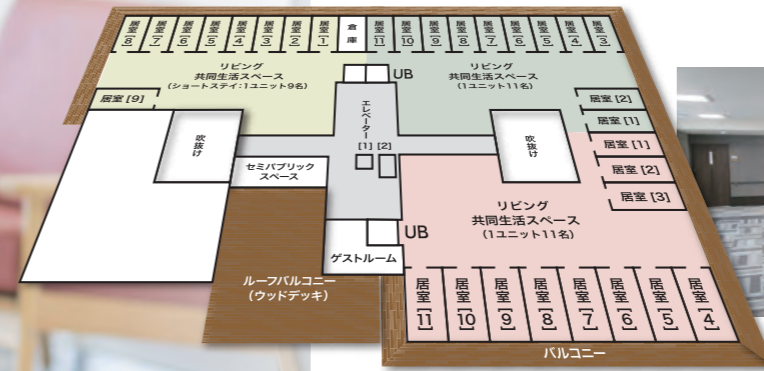 居室[8]
居室[7]
居室[6]
居室[5]
居室[4]
居室[3]
居室[2]
居室[1]
倉庫
居室[11]
居室[10]
居室[9]
居室[8]
居室[7]
居室[6]
居室[5]
居室[4]
居室[3]
リビング
共同生活スペース
(ショートステイ:1ユニット9名)
UB
リビング
共同生活スペース
(1ユニット11名)
居室[9]
居室[2]
居室[1]
吹抜け
エレベーター
[1] [2]
吹抜け
居室[1]
居室[2]
居室[3]
セミパブリック
スペース
リビング
共同生活スペース
(1ユニット11名)
UB
ゲストルーム
ルーフバルコニー
(ウッドデッキ)
居室[11]
居室[10]
居室[9]
居室[8]
居室[7]
居室[6]
居室[5]
居室[4]
バルコニー